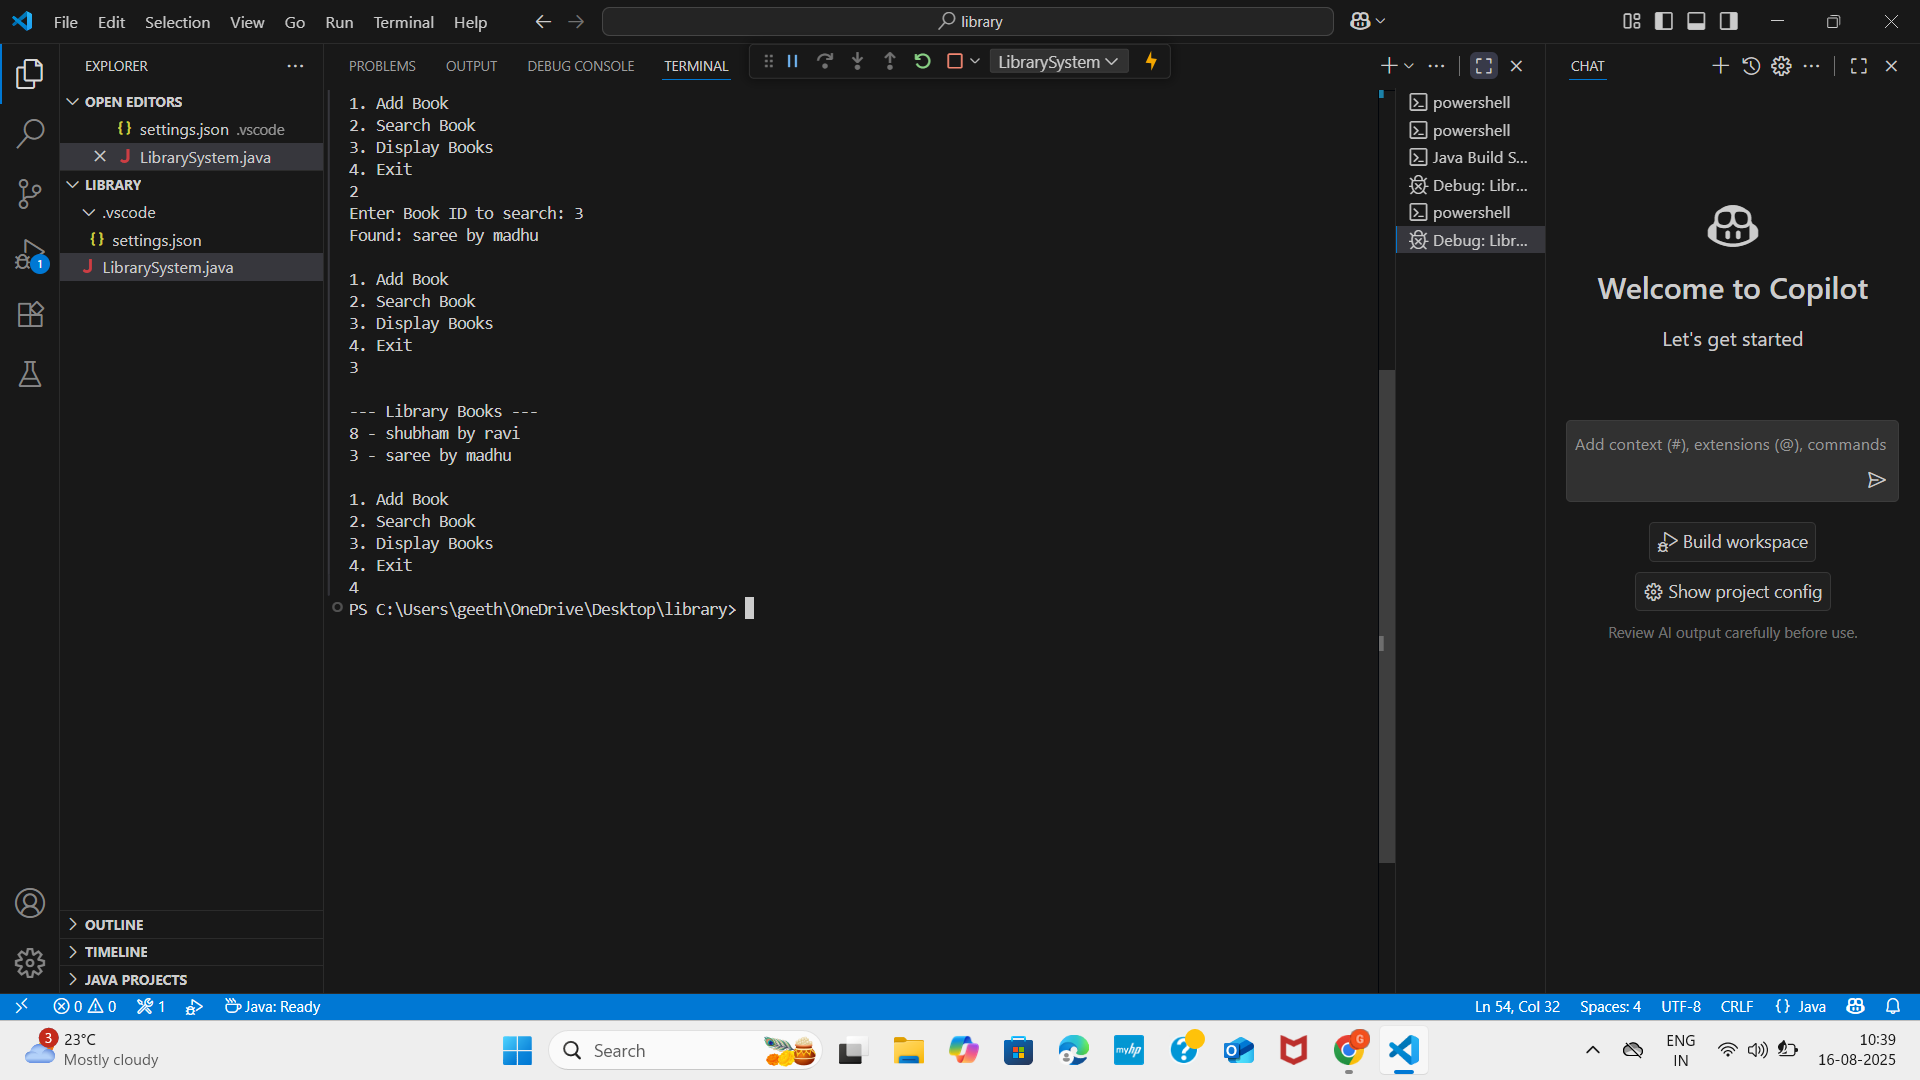 File Edit Selection View Go Run Terminal Help
library
EXPLORER
OPEN EDITORS
settings.json .vscode
LibrarySystem.java
LIBRARY
.vscode
settings.json
LibrarySystem.java
1
OUTLINE
TIMELINE
JAVA PROJECTS
PROBLEMS OUTPUT DEBUG CONSOLE TERMINAL
LibrarySystem
1. Add Book
2. Search Book
3. Display Books
4. Exit
2
Enter Book ID to search: 3
Found: saree by madhu
1. Add Book
2. Search Book
3. Display Books
4. Exit
3
--- Library Books ---
8 - shubham by ravi
3 - saree by madhu
1. Add Book
2. Search Book
3. Display Books
4. Exit
4
PS C:\Users\geeth\OneDrive\Desktop\library>
powershell
powershell
Java Build S...
Debug: Libr...
powershell
Debug: Libr...
CHAT
Welcome to Copilot
Let's get started
Add context (#), extensions (@), commands
Build workspace
Show project config
Review AI output carefully before use.
0 0 1 Java: Ready
Ln 54, Col 32 Spaces: 4 UTF-8 CRLF {} Java
3
23°C
Mostly cloudy
Search
myhp
G
ENG
IN
10:39
16-08-2025